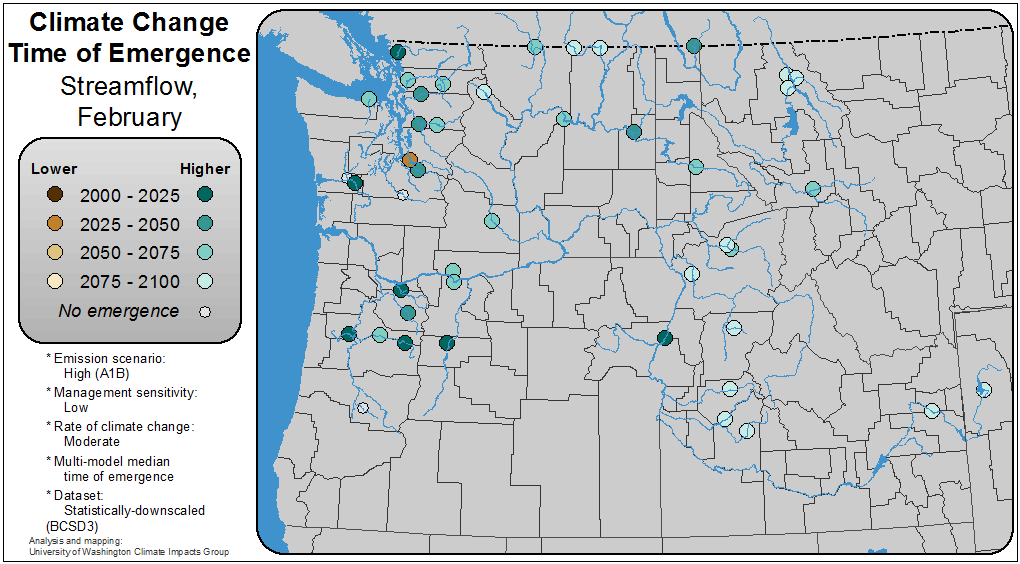 Climate Change
Time of Emergence
Streamflow,
February
Lower Higher
2000 - 2025
2025 - 2050
2050 - 2075
2075 - 2100
No emergence
* Emission scenario:
High (A1B)
* Management sensitivity:
Low
* Rate of climate change:
Moderate
* Multi-model median
time of emergence
* Dataset:
Statistically-downscaled
(BCSD3)
Analysis and mapping:
University of Washington Climate Impacts Group